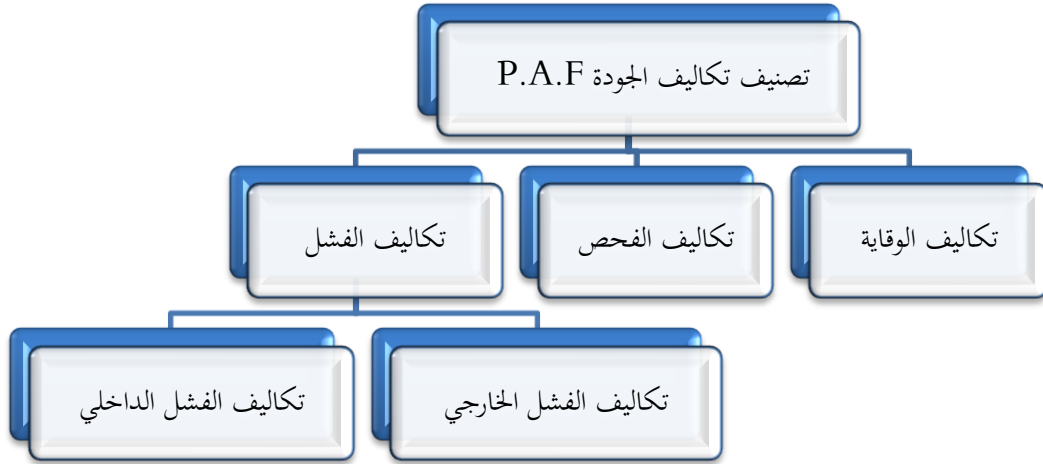 تصنيف تكاليف الجودة P.A.F
تكاليف الوقاية
تكاليف الفحص
تكاليف الفشل
تكاليف الفشل الخارجي
تكاليف الفشل الداخلي